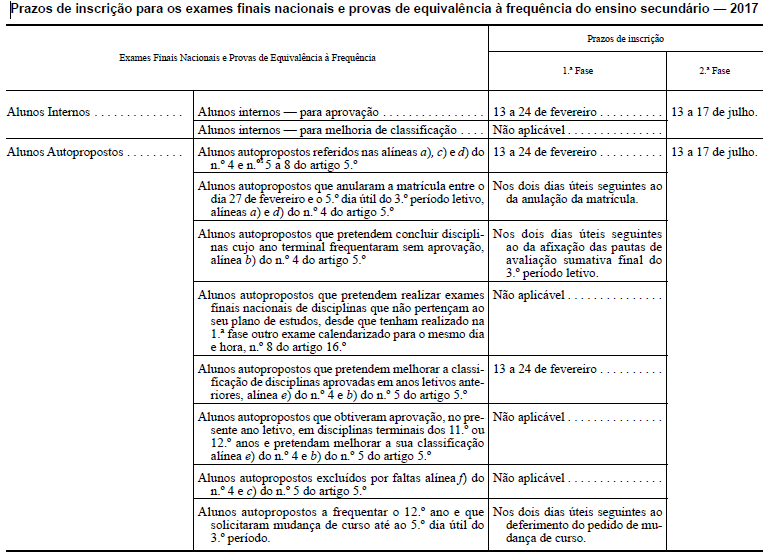 Prazos de inscrição para os exames finais nacionais e provas de equivalência à frequência do ensino secundário — 2017
Exames Finais Nacionais e Provas de Equivalência à Frequência
Prazos de inscrição
1.ª Fase
2.ª Fase
Alunos Internos . . . . . . . . . . . . . .
Alunos internos — para aprovação . . . . . . . . . . . . . . . .
13 a 24 de fevereiro . . . . . . . . . .
13 a 17 de julho.
Alunos internos — para melhoria de classificação . . . .
Não aplicável . . . . . . . . . . . . . . .
Alunos Autopropostos . . . . . . . . .
Alunos autopropostos referidos nas alíneas a), c) e d) do
n.º 4 e n.os 5 a 8 do artigo 5.º
13 a 24 de fevereiro . . . . . . . . . .
13 a 17 de julho.
Alunos autopropostos que anularam a matrícula entre o
dia 27 de fevereiro e o 5.º dia útil do 3.º período letivo,
alíneas a) e d) do n.º 4 do artigo 5.º
Nos dois dias úteis seguintes ao
da anulação da matrícula.
Alunos autopropostos que pretendem concluir discipli-
nas cujo ano terminal frequentaram sem aprovação,
alínea b) do n.º 4 do artigo 5.º
Nos dois dias úteis seguintes
ao da afixação das pautas de
avaliação sumativa final do
3.º período letivo.
Alunos autopropostos que pretendem realizar exames
finais nacionais de disciplinas que não pertençam ao
seu plano de estudos, desde que tenham realizado na
1.ª fase outro exame calendarizado para o mesmo dia
e hora, n.º 8 do artigo 16.º
Não aplicável . . . . . . . . . . . . . . .
Alunos autopropostos que pretendem melhorar a classi-
ficação de disciplinas aprovadas em anos letivos ante-
riores, alínea e) do n.º 4 e b) do n.º 5 do artigo 5.º
13 a 24 de fevereiro . . . . . . . . . .
Alunos autopropostos que obtiveram aprovação, no pre-
sente ano letivo, em disciplinas terminais dos 11.º ou
12.º anos e pretendam melhorar a sua classificação
alínea e) do n.º 4 e b) do n.º 5 do artigo 5.º
Não aplicável . . . . . . . . . . . . . . .
Alunos autopropostos excluídos por faltas alínea f) do
n.º 4 e c) do n.º 5 do artigo 5.º
Não aplicável . . . . . . . . . . . . . . .
Alunos autopropostos a frequentar o 12.º ano e que
solicitaram mudança de curso até ao 5.º dia útil do
3.º período.
Nos dois dias úteis seguintes ao
deferimento do pedido de mu-
dança de curso.